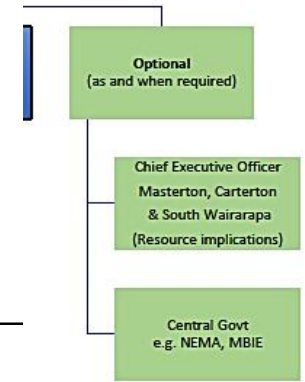 Optional
(as and when required)
Chief Executive Officer
Masterton, Carterton
& South Wairarapa
(Resource implications)
Central Govt
e.g. NEMA, MBIE